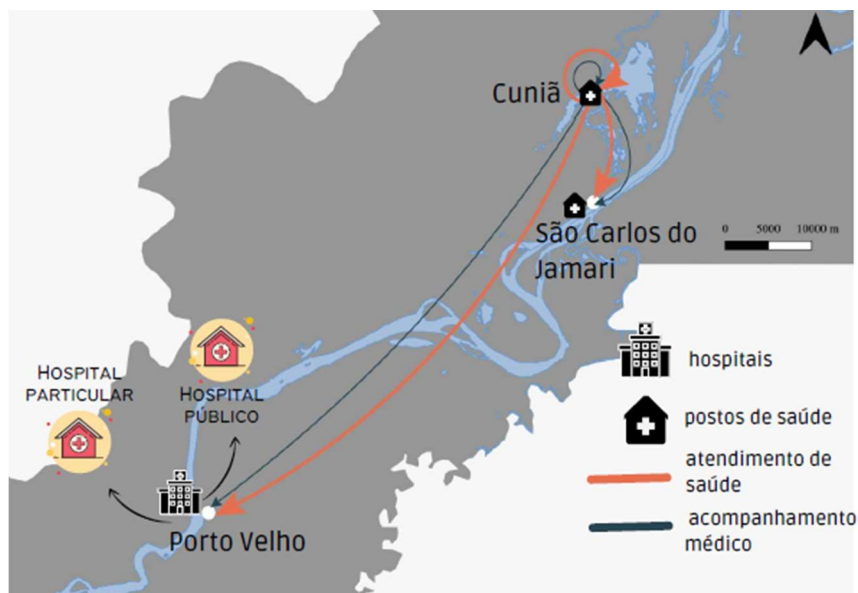 Cuniã
São Carlos do
Jamari
0 5000 10000 m
HOSPITAL
PARTICULAR
HOSPITAL
PÚBLICO
Porto Velho
hospitais
postos de saúde
atendimento de
saúde
acompanhamento
médico